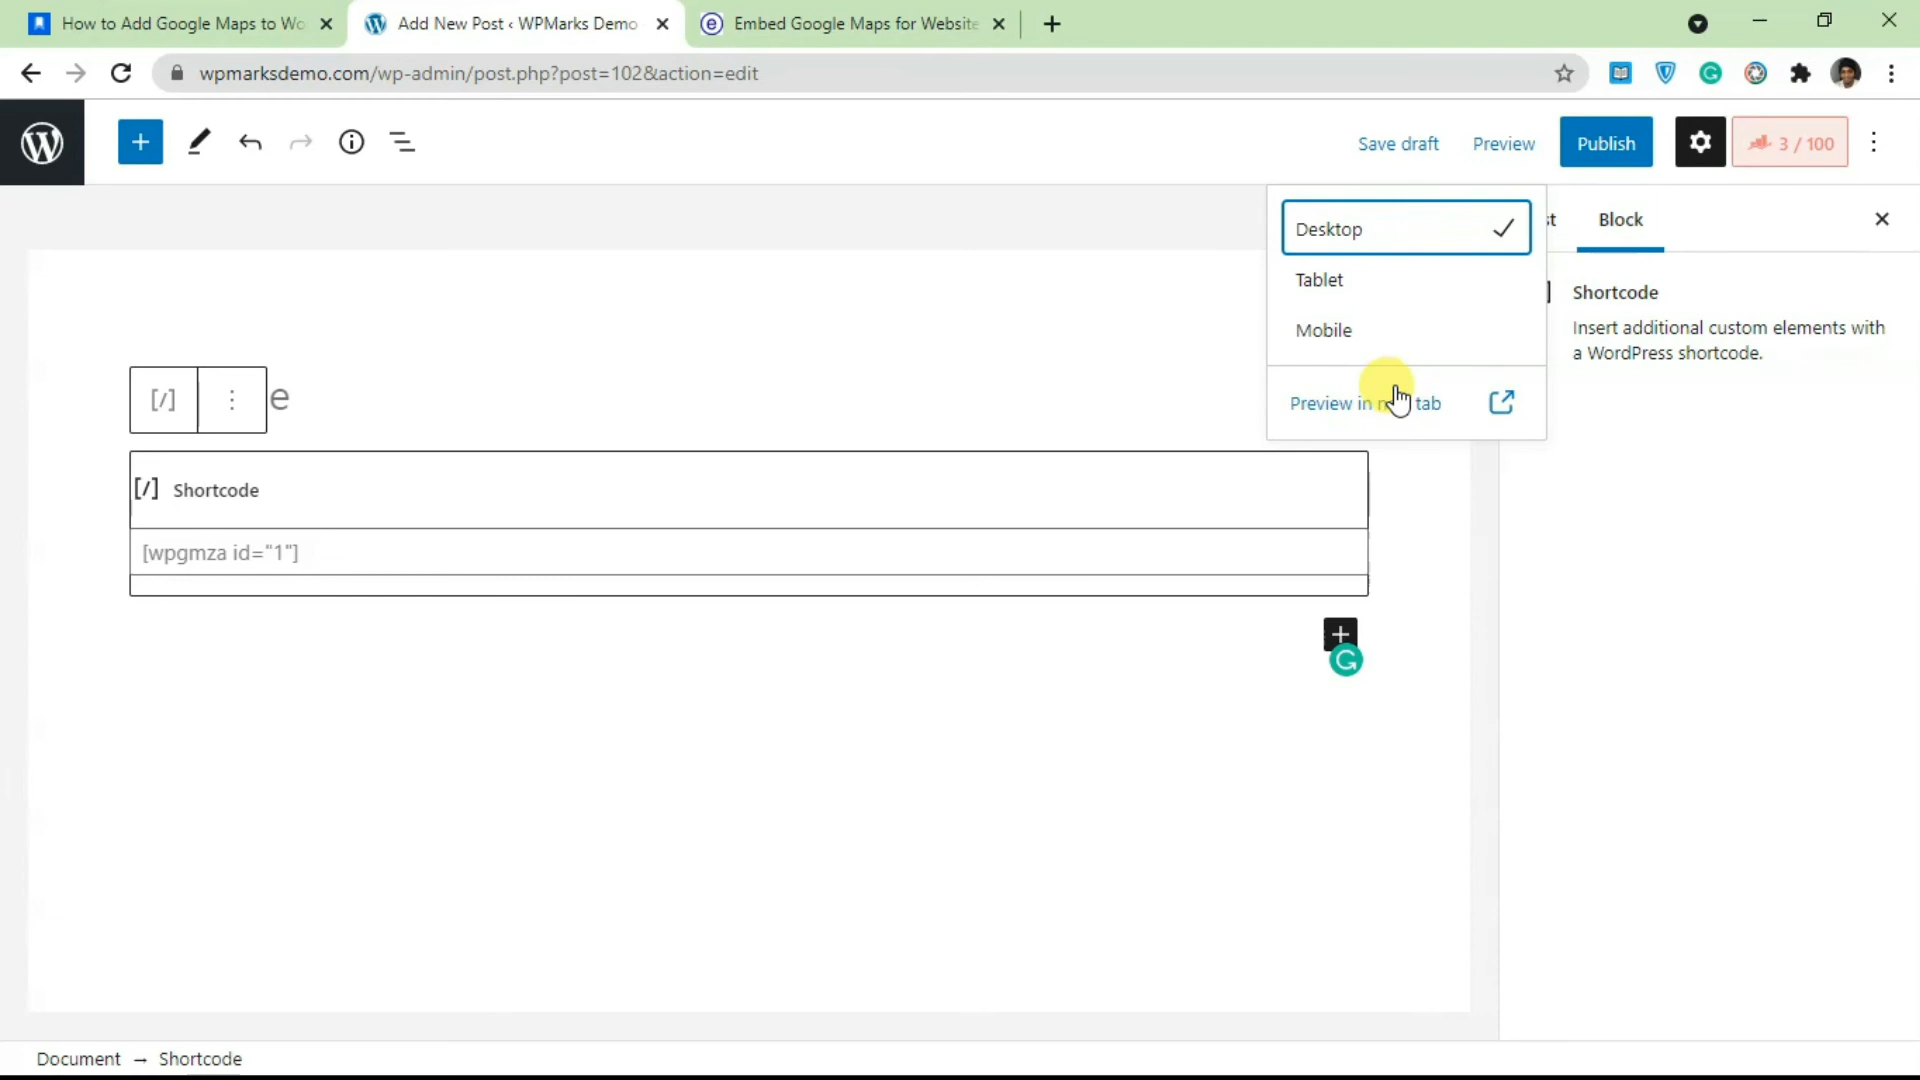 How to Add Google Maps to Wo
Add New Post ‹ WPMarks Demo
Embed Google Maps for Website
wpmarksdemo.com/wp-admin/post.php?post=102&action=edit
Save draft
Preview
Publish
3 / 100
Desktop
Tablet
Mobile
Preview in tab
st
Block
Shortcode
Insert additional custom elements with
a WordPress shortcode.
[/]
e
[/] Shortcode
[wpgmza id="1"]
Document → Shortcode